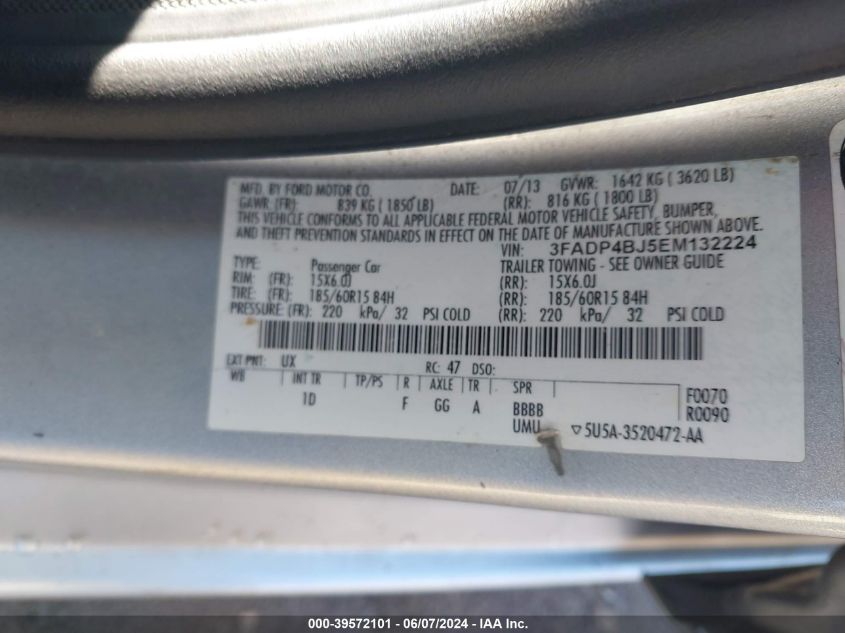 MFD. BY FORD MOTOR CO. DATE: 07/13 GVWR: 1642 KG ( 3620 LB)
GAWR (FR): 839 KG ( 1850 LB) (RR): 816 KG ( 1800 LB)
THIS VEHICLE CONFORMS TO ALL APPLICABLE FEDERAL MOTOR VEHICLE SAFETY, BUMPER,
AND THEFT PREVENTION STANDARDS IN EFFECT ON THE DATE OF MANUFACTURE SHOWN ABOVE.
VIN: 3FADP4BJ5EM132224
TYPE: Passenger Car TRAILER TOWING - SEE OWNER GUIDE
RIM: (FR): 15X6.0J (RR): 15X6.0J
TIRE: (FR): 185/60R15 84H (RR): 185/60R15 84H
PRESSURE: (FR): 220 kPa/ 32 PSI COLD (RR): 220 kPa/ 32 PSI COLD
EXT PNT: UX RC: 47 DSO:
WB INT TR TP/PS R AXLE TR SPR F0070
1D F GG A BBBB R0090
UMU ▽5U5A-3520472-AA
000-39572101 - 06/07/2024 - IAA Inc.